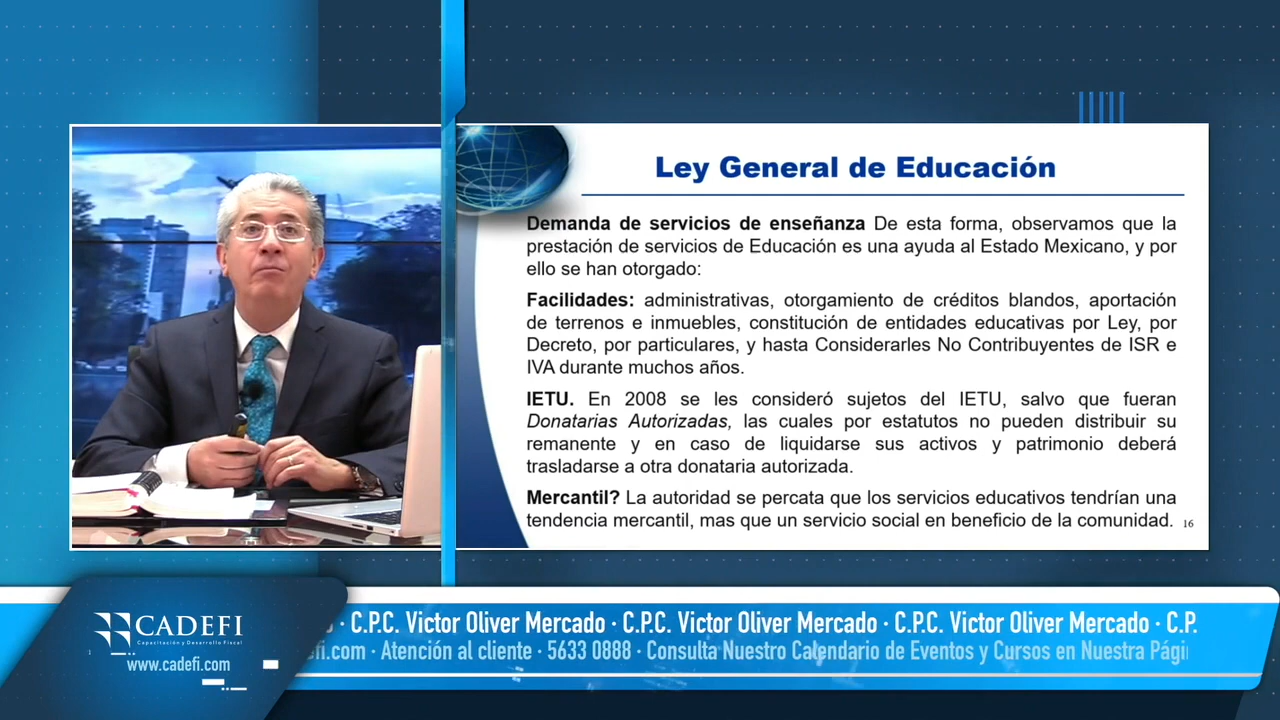 Ley General de Educación
Demanda de servicios de enseñanza De esta forma, observamos que la
prestación de servicios de Educación es una ayuda al Estado Mexicano, y por
ello se han otorgado:
Facilidades: administrativas, otorgamiento de créditos blandos, aportación
de terrenos e inmuebles, constitución de entidades educativas por Ley, por
Decreto, por particulares, y hasta Considerarles No Contribuyentes de ISR e
IVA durante muchos años.
IETU. En 2008 se les consideró sujetos del IETU, salvo que fueran
Donatarias Autorizadas, las cuales por estatutos no pueden distribuir su
remanente y en caso de liquidarse sus activos y patrimonio deberá
trasladarse a otra donataria autorizada.
Mercantil? La autoridad se percata que los servicios educativos tendrían una
tendencia mercantil, mas que un servicio social en beneficio de la comunidad.
16
CADEFI
Capacitación y Desarrollo Fiscal
www.cadefi.com
· C.P.C. Victor Oliver Mercado · C.P.C. Victor Oliver Mercado · C.P.C. Victor Oliver Mercado · C.P.
efi.com · Atención al cliente · 5633 0888 · Consulta Nuestro Calendario de Eventos y Cursos en Nuestra Pági